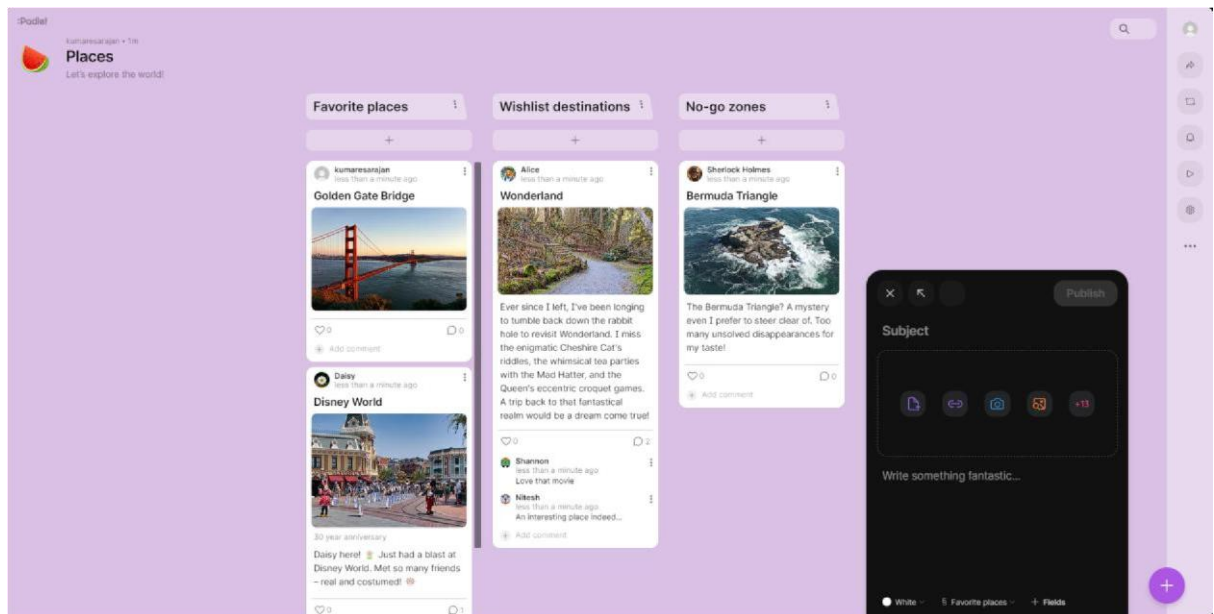 :Padlet
kumaresarajan • 1m
Places
Let's explore the world!
Favorite places
Wishlist destinations
No-go zones
kumaresarajan
less than a minute ago
Golden Gate Bridge
0
0
Add comment
Daisy
less than a minute ago
Disney World
30 year anniversary
Daisy here! Just had a blast at
Disney World. Met so many friends
– real and costumed!
0
1
Alice
less than a minute ago
Wonderland
Ever since I left, I've been longing
to tumble back down the rabbit
hole to revisit Wonderland. I miss
the enigmatic Cheshire Cat's
riddles, the whimsical tea parties
with the Mad Hatter, and the
Queen's eccentric croquet games.
A trip back to that fantastical
realm would be a dream come true!
0
2
Shannon
less than a minute ago
Love that movie
Nitesh
less than a minute ago
An interesting place indeed...
Add comment
Sherlock Holmes
less than a minute ago
Bermuda Triangle
The Bermuda Triangle? A mystery
even I prefer to steer clear of. Too
many unsolved disappearances for
my taste!
0
0
Add comment
Publish
Subject
+13
Write something fantastic...
White
Favorite places
+ Fields